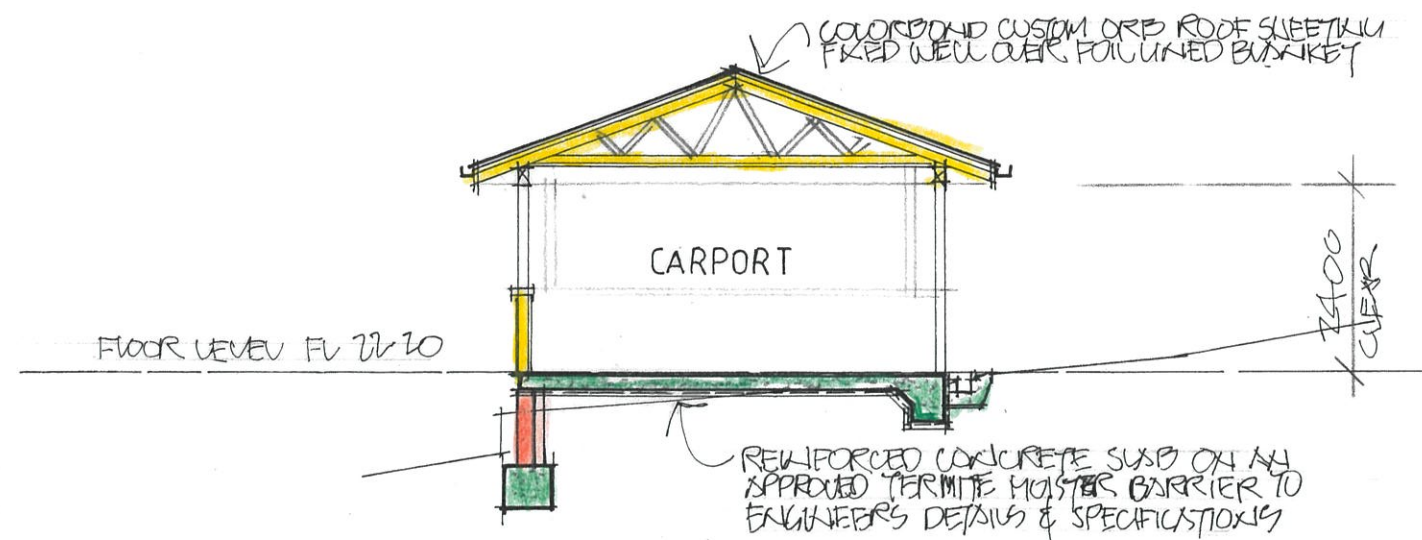 COLORBOND CUSTOM ORB ROOF SHEETING
FIXED WELL OVER FOIL LINED BLANKET
CARPORT
2400
CLEAR
FLOOR LEVEL FL 22.20
REINFORCED CONCRETE SLAB ON AN
APPROVED TERMITE MOISTER BARRIER TO
ENGINEERS DETAILS & SPECIFICATIONS